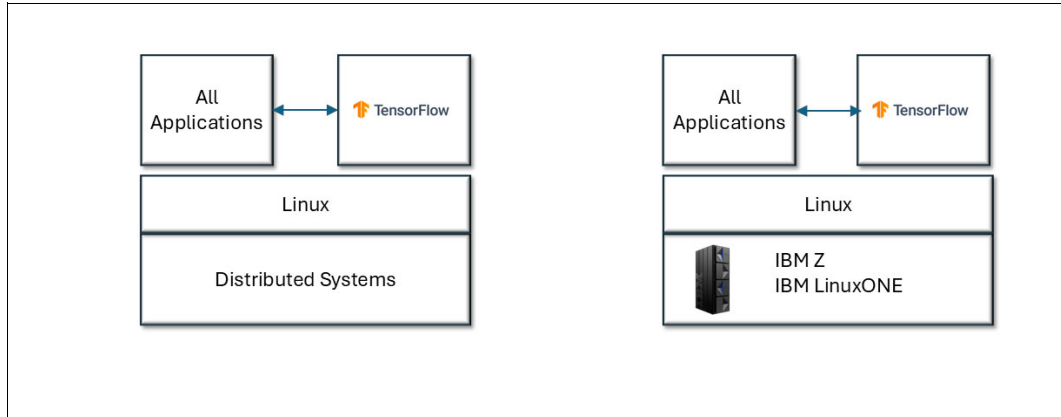 All
Applications
TensorFlow
Linux
Distributed Systems
All
Applications
TensorFlow
Linux
IBM Z
IBM LinuxONE